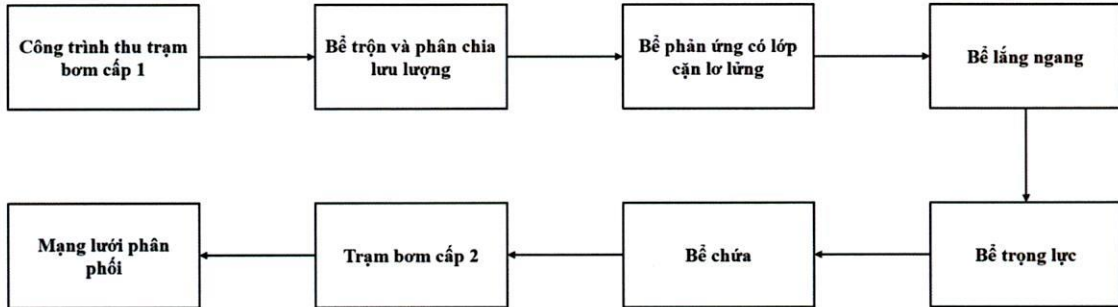 Công trình thu trạm
bơm cấp 1
Bể trộn và phân chia
lưu lượng
Bể phản ứng có lớp
cặn lơ lửng
Bể lắng ngang
Bể trọng lực
Bể chứa
Trạm bơm cấp 2
Mạng lưới phân
phối